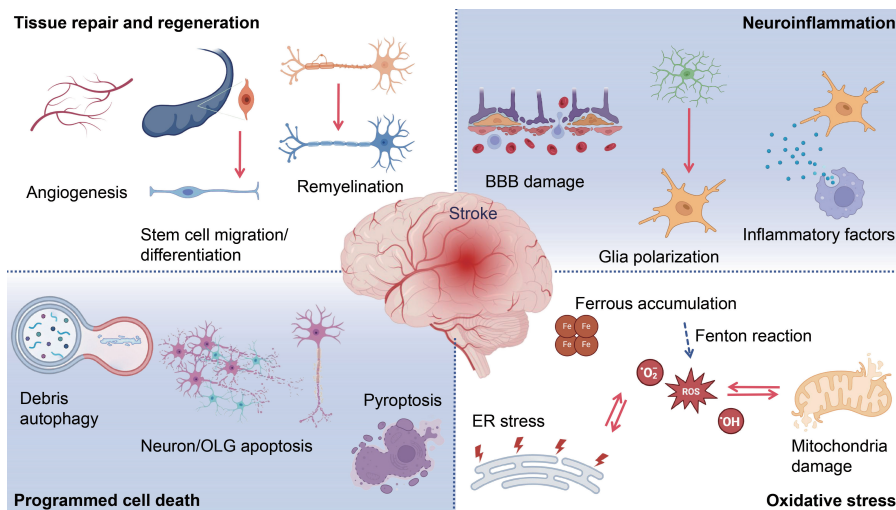 Tissue repair and regeneration
Angiogenesis
Stem cell migration/
differentiation
Remyelination
Neuroinflammation
BBB damage
Glia polarization
Inflammatory factors
Stroke
Debris
autophagy
Neuron/OLG apoptosis
Pyroptosis
Programmed cell death
Ferrous accumulation
Fe Fe
Fe Fe
Fenton reaction
·O₂⁻
ROS
·OH
ER stress
Mitochondria
damage
Oxidative stress